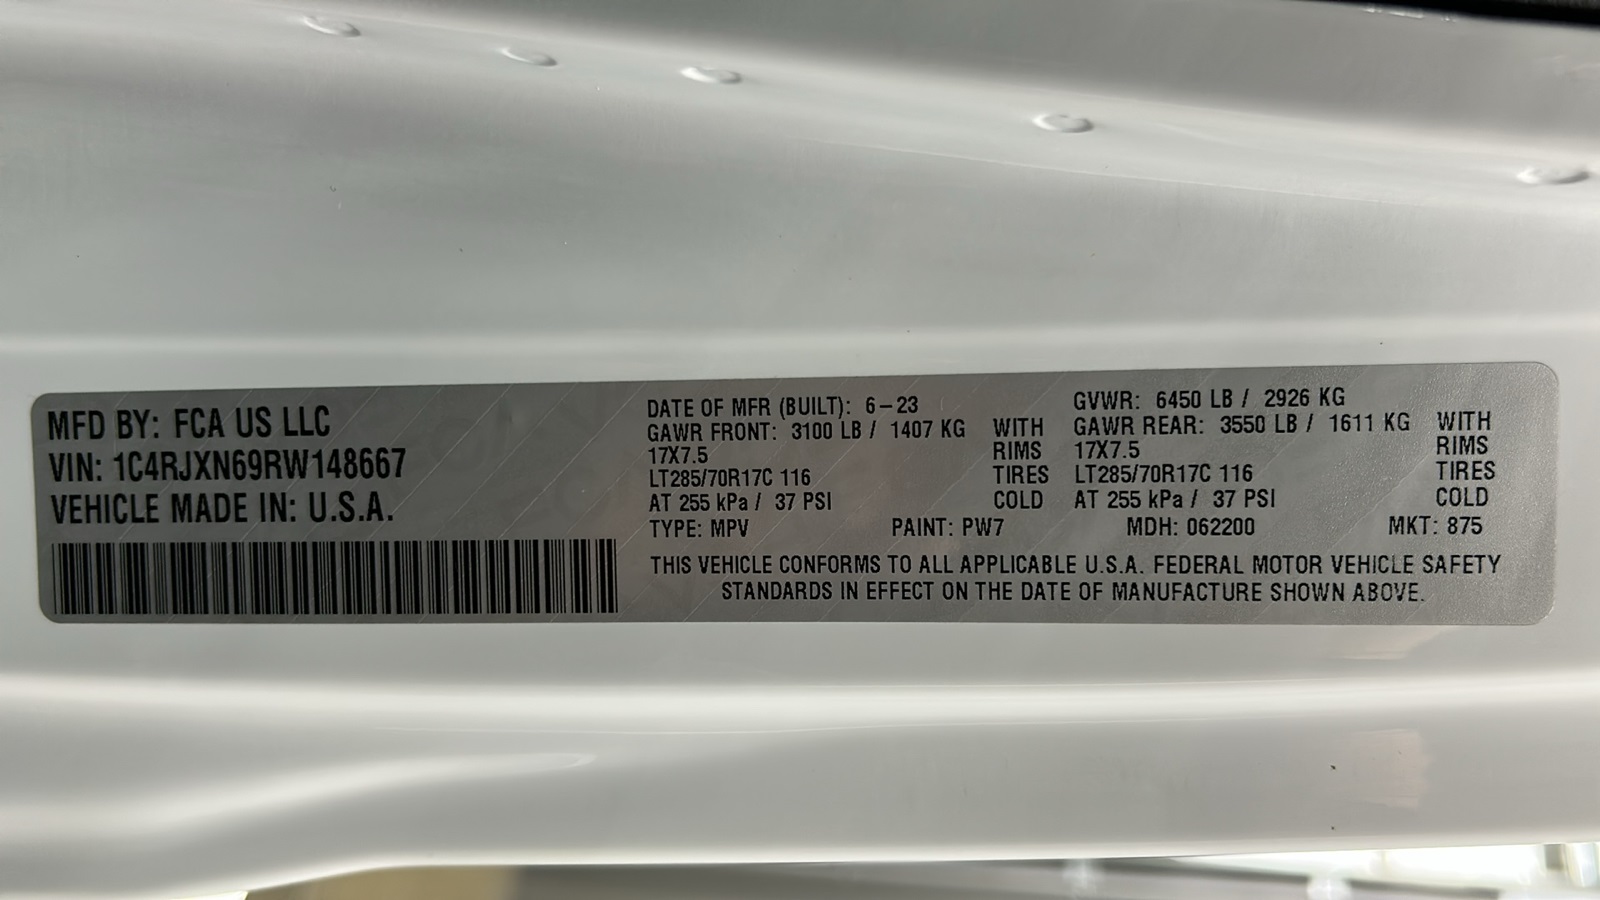 MFD BY: FCA US LLC
VIN: 1C4RJXN69RW148667
VEHICLE MADE IN: U.S.A.
DATE OF MFR (BUILT): 6-23
GAWR FRONT: 3100 LB / 1407 KG WITH
17X7.5 RIMS
LT285/70R17C 116 TIRES
AT 255 kPa / 37 PSI COLD
GVWR: 6450 LB / 2926 KG
GAWR REAR: 3550 LB / 1611 KG WITH
17X7.5 RIMS
LT285/70R17C 116 TIRES
AT 255 kPa / 37 PSI COLD
TYPE: MPV PAINT: PW7 MDH: 062200 MKT: 875
THIS VEHICLE CONFORMS TO ALL APPLICABLE U.S.A. FEDERAL MOTOR VEHICLE SAFETY
STANDARDS IN EFFECT ON THE DATE OF MANUFACTURE SHOWN ABOVE.